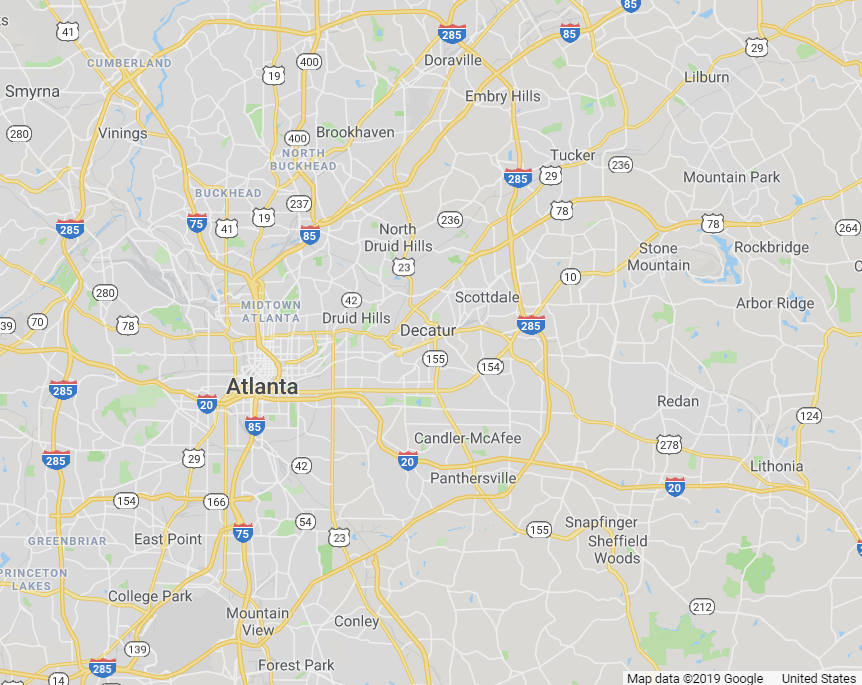 85
41
285
85
29
19
400
Doraville
CUMBERLAND
Lilburn
Smyrna
Embry Hills
280
Vinings
400
Brookhaven
NORTH
BUCKHEAD
Tucker
236
285
29
Mountain Park
BUCKHEAD
237
78
19
236
75
41
285
85
78
264
North
Druid Hills
Stone
Mountain
Rockbridge
23
10
280
42
Scottdale
Arbor Ridge
MIDTOWN
ATLANTA
Druid Hills
39
70
78
Decatur
285
155
154
Atlanta
285
20
Redan
124
85
Candler-McAfee
278
29
285
42
20
Lithonia
Panthersville
20
154
166
54
Snapfinger
155
75
23
East Point
Sheffield
Woods
GREENBRIAR
PRINCETON
LAKES
College Park
212
Mountain
View
Conley
139
Forest Park
285
14
Map data ©2019 Google
United States